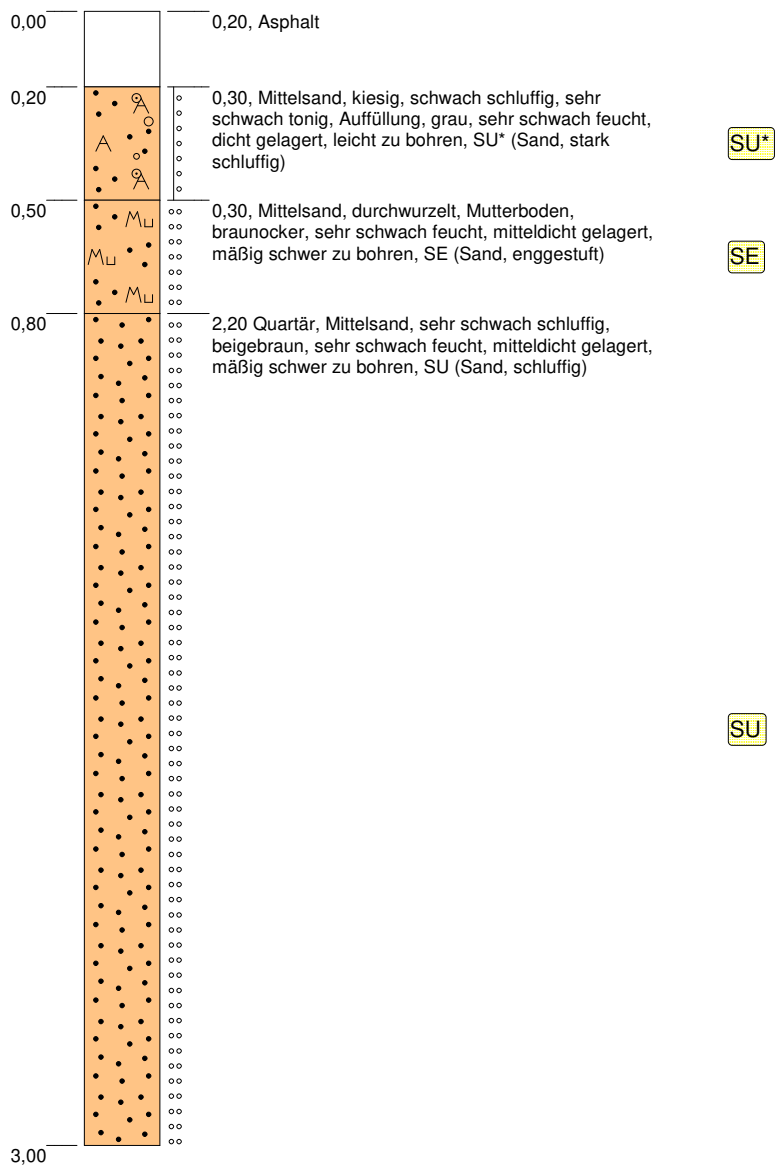 0,00
0,20, Asphalt
0,20
0,30, Mittelsand, kiesig, schwach schluffig, sehr
schwach tonig, Auffüllung, grau, sehr schwach feucht,
dicht gelagert, leicht zu bohren, SU* (Sand, stark
schluffig)
SU*
A
A
A
0,50
0,30, Mittelsand, durchwurzelt, Mutterboden,
braunocker, sehr schwach feucht, mitteldicht gelagert,
mäßig schwer zu bohren, SE (Sand, enggestuft)
SE
Mu
Mu
Mu
0,80
2,20 Quartär, Mittelsand, sehr schwach schluffig,
beigebraun, sehr schwach feucht, mitteldicht gelagert,
mäßig schwer zu bohren, SU (Sand, schluffig)
SU
3,00